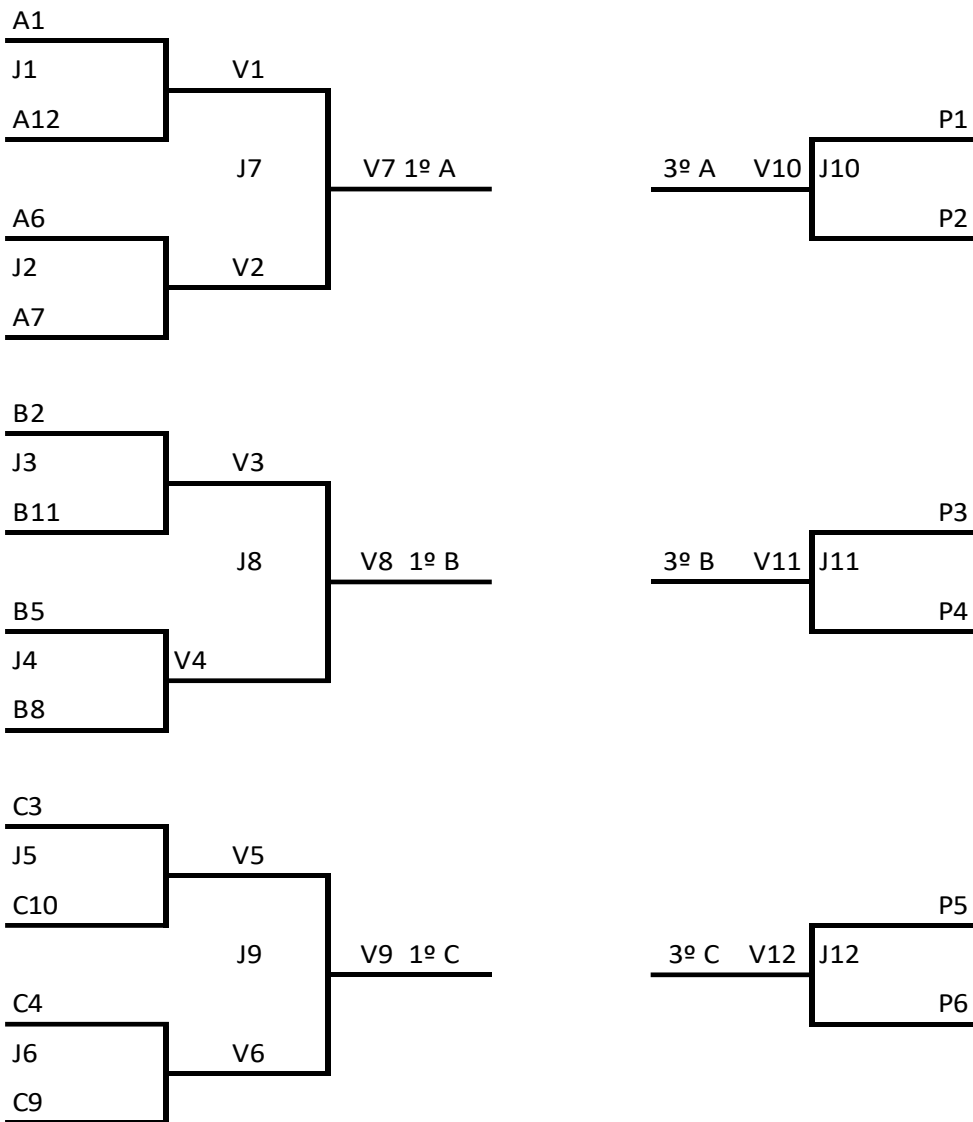 A1
J1 V1
A12 P1
J7 V7 1º A 3º A V10 J10
A6 P2
J2 V2
A7
B2
J3 V3
B11 P3
J8 V8 1º B 3º B V11 J11
B5 P4
J4 V4
B8
C3
J5 V5
C10 P5
J9 V9 1º C 3º C V12 J12
C4 P6
J6 V6
C9